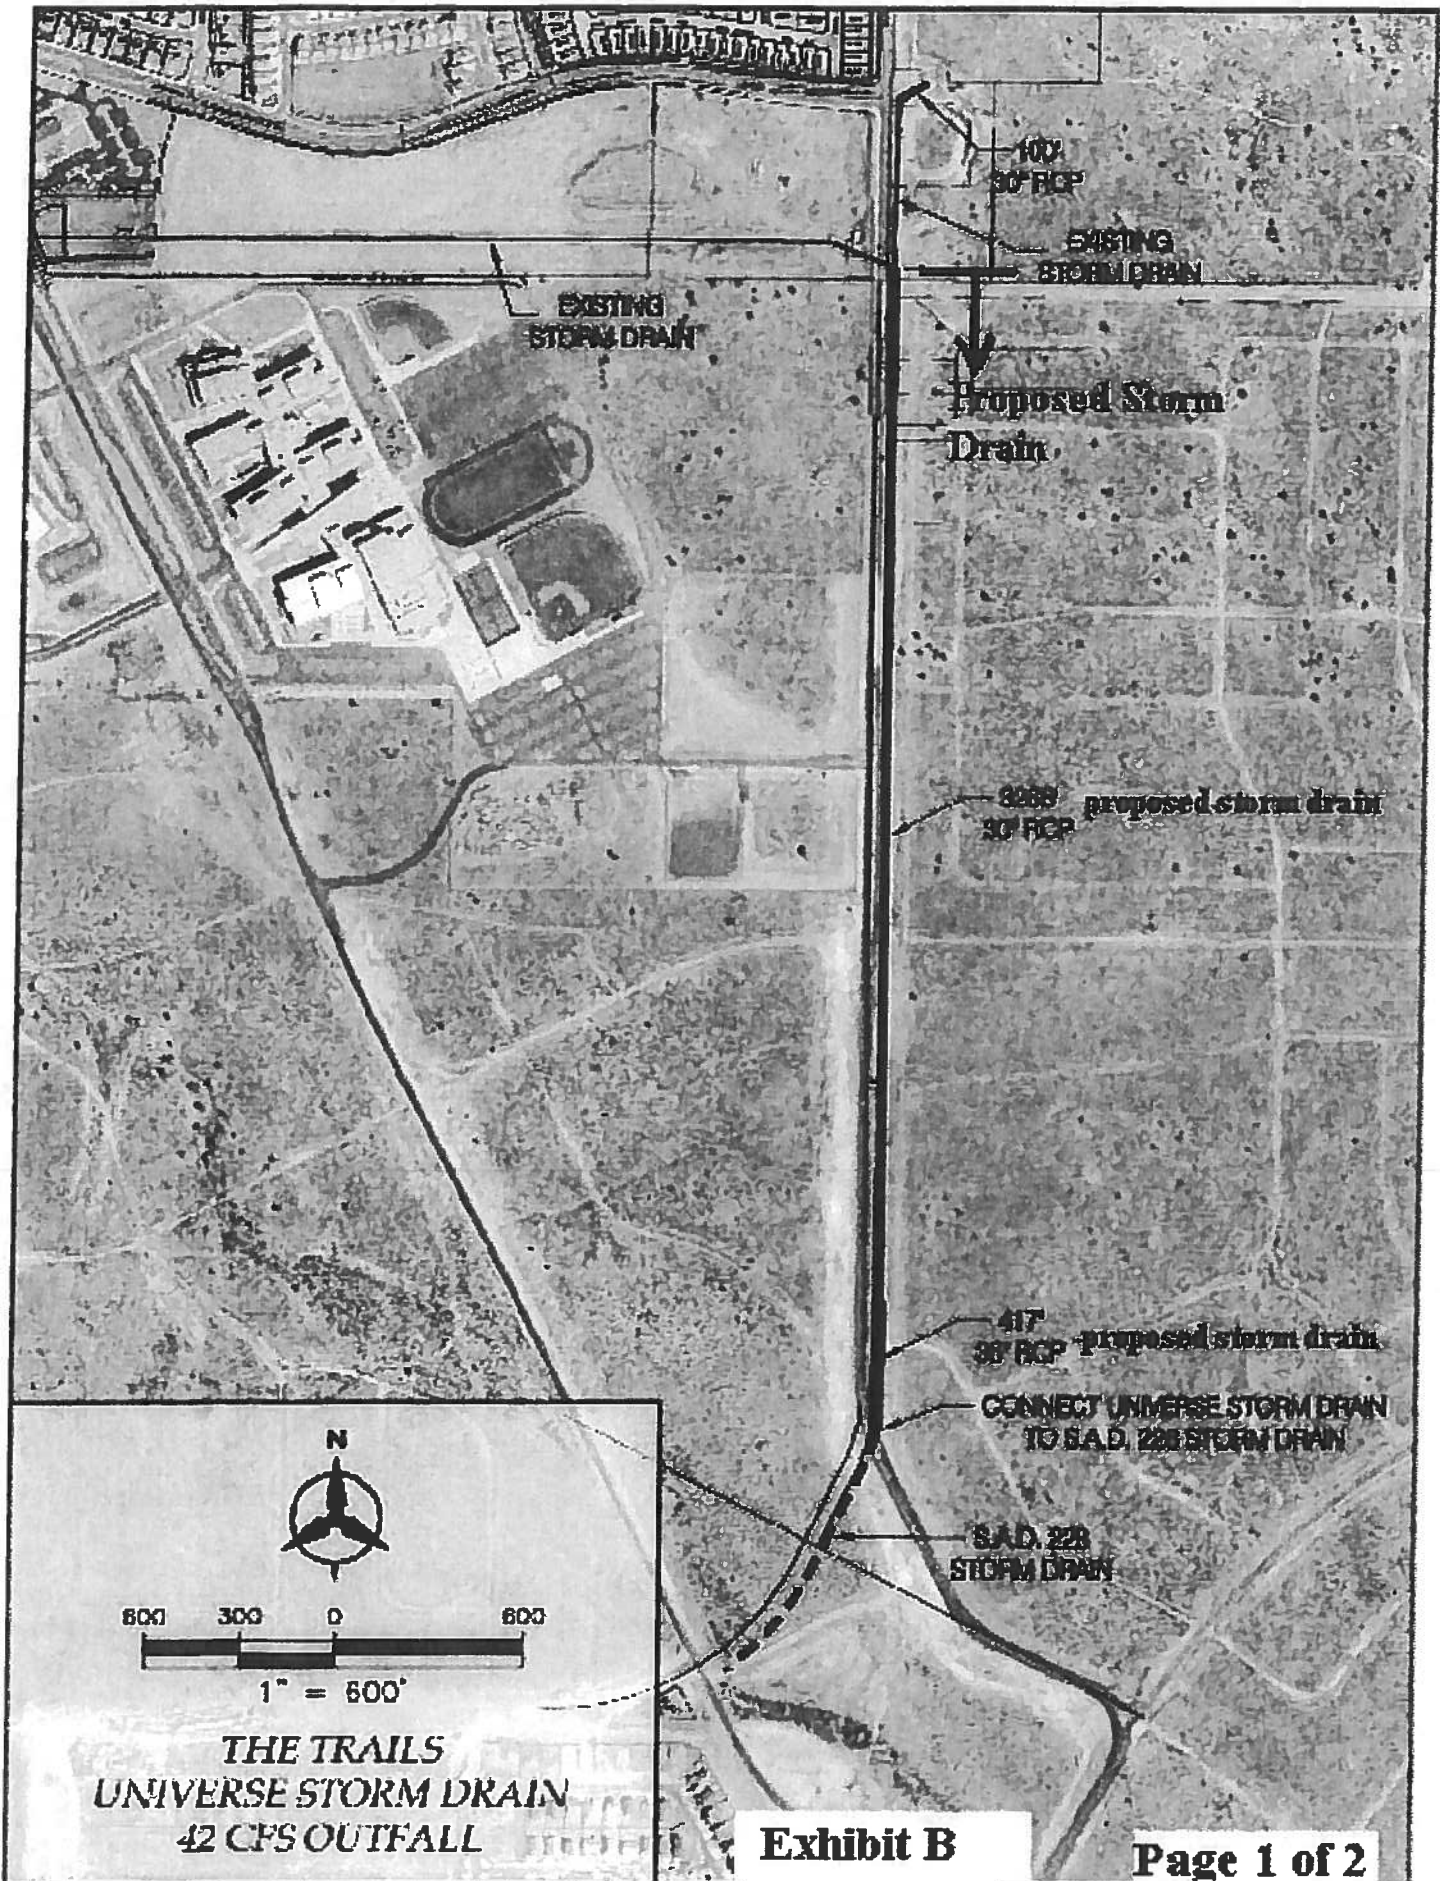 100'
30" RCP
EXISTING
STORM DRAIN
EXISTING
STORM DRAIN
Proposed Storm
Drain
proposed storm drain
30" RCP
417'
36" RCP
proposed storm drain
CONNECT UNIVERSE STORM DRAIN
TO S.A.D. 228 STORM DRAIN
S.A.D. 228
STORM DRAIN
N
600 300 0 600
1" = 600'
THE TRAILS
UNIVERSE STORM DRAIN
42 CFS OUTFALL
Exhibit B
Page 1 of 2